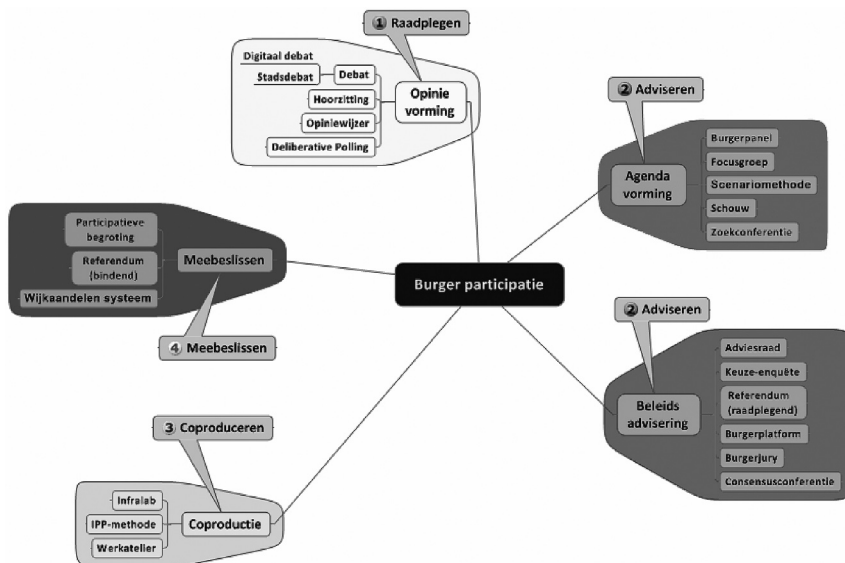 1 Raadplegen
Digitaal debat
Stadsdebat
Debat
Hoorzitting
Opiniewijzer
Deliberative Polling
Opinie
vorming
2 Adviseren
Agenda
vorming
Burgerpanel
Focusgroep
Scenariomethode
Schouw
Zoekconferentie
Participatieve
begroting
Referendum
(bindend)
Wijkaandelen systeem
Meebeslissen
4 Meebeslissen
Burger participatie
2 Adviseren
Beleids
advisering
Adviesraad
Keuze-enquête
Referendum
(raadplegend)
Burgerplatform
Burgerjury
Consensusconferentie
3 Coproduceren
Infralab
IPP-methode
Werkatelier
Coproductie